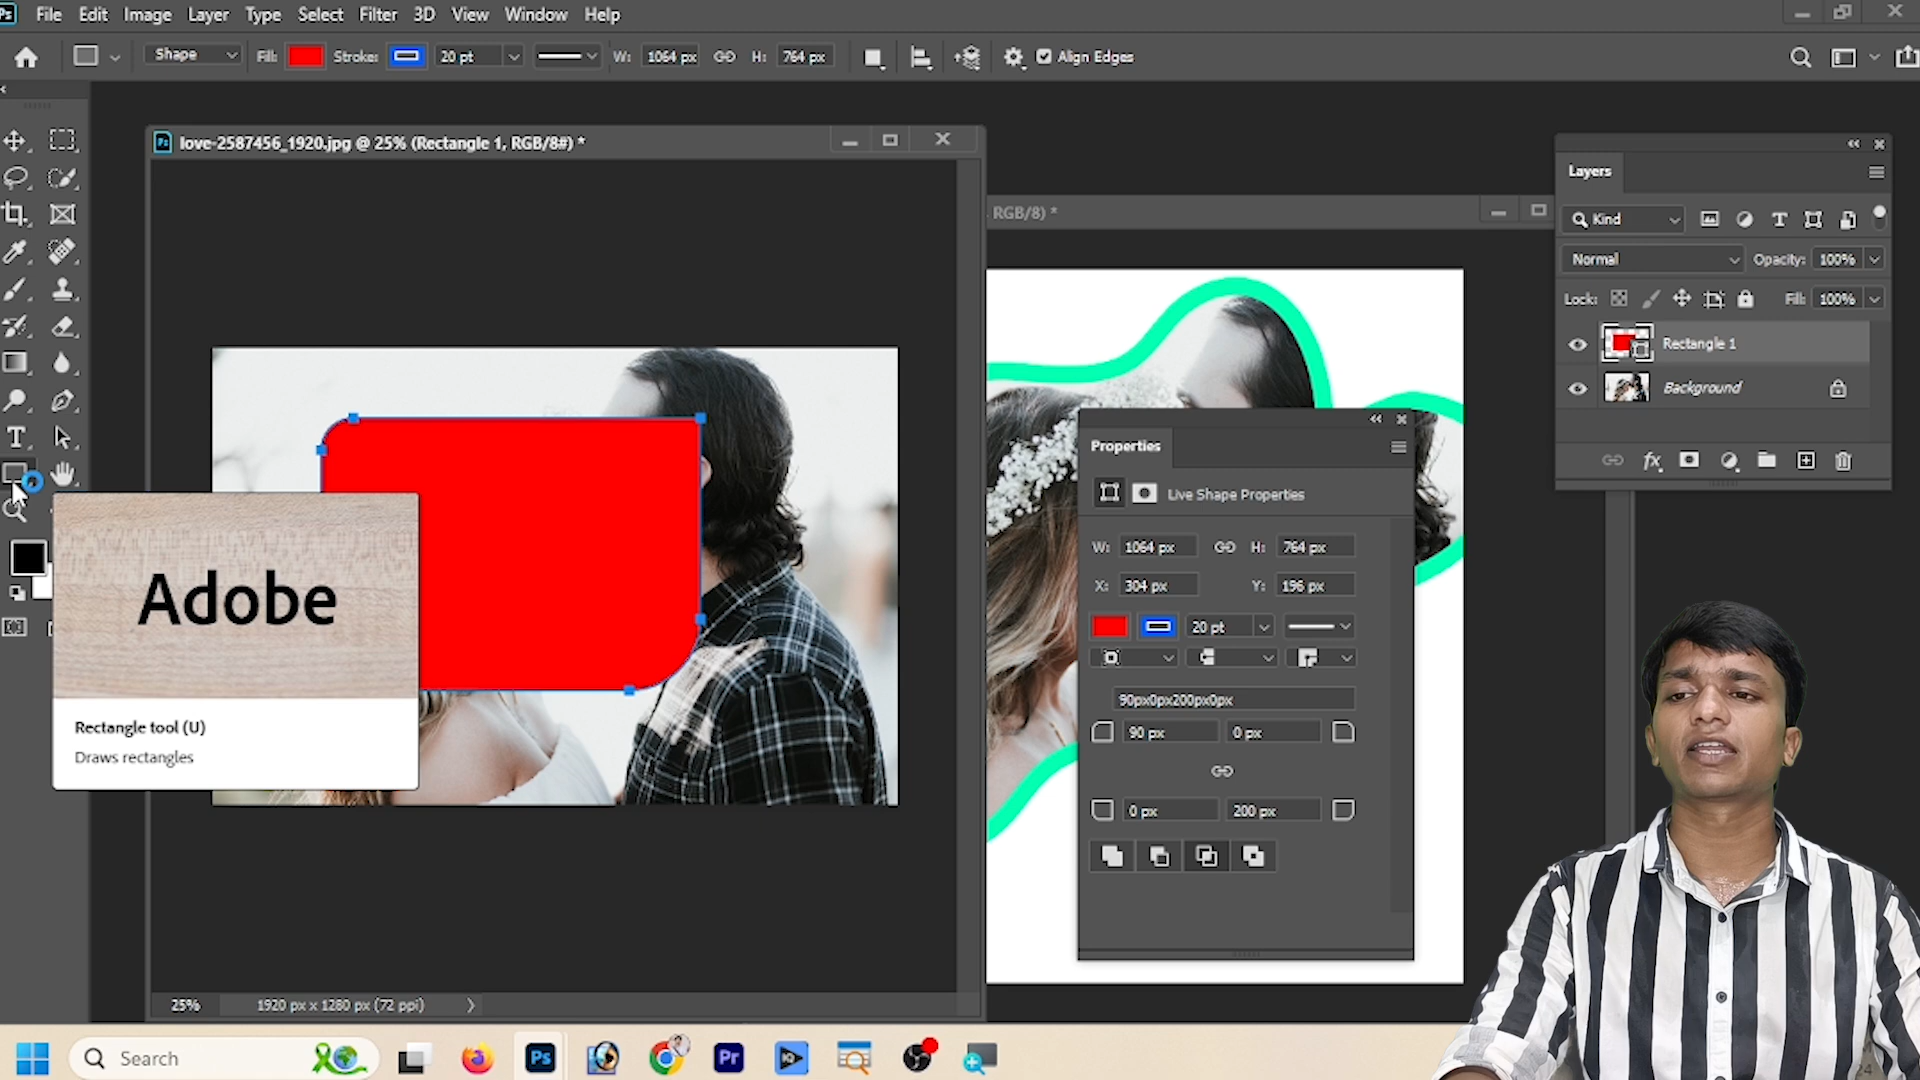 Ps File Edit Image Layer Type Select Filter 3D View Window Help
Shape Fill: Stroke: 20 pt W: 1064 px H: 764 px Align Edges
love-2587456_1920.jpg @ 25% (Rectangle 1, RGB/8#) *
RGB/8) *
Layers
Kind
Normal Opacity: 100%
Lock: Fill: 100%
Rectangle 1
Background
Properties
Live Shape Properties
W: 1064 px H: 764 px
X: 304 px Y: 196 px
20 pt
90px0px200px0px
90 px 0 px
0 px 200 px
Adobe
Rectangle tool (U)
Draws rectangles
25% 1920 px x 1280 px (72 ppi)
Search
Ps
Pr